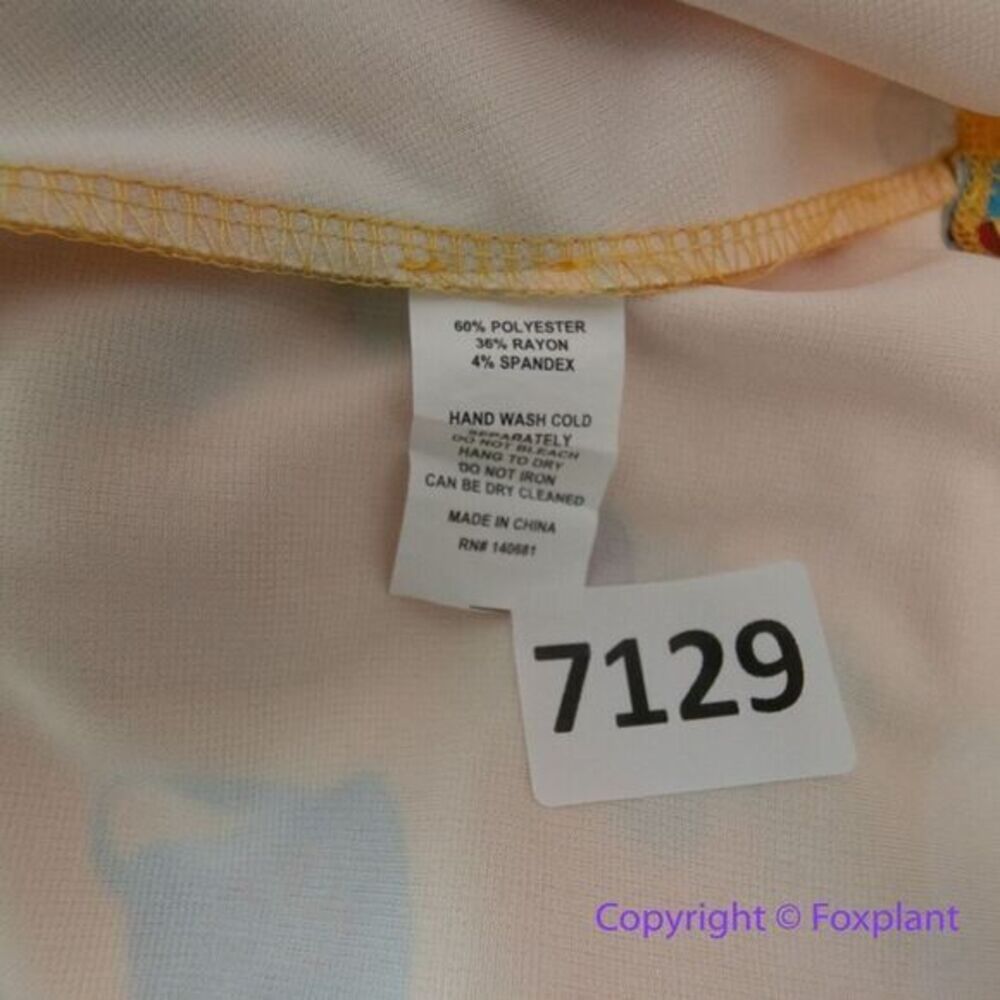 60% POLYESTER
36% RAYON
4% SPANDEX
HAND WASH COLD
SEPARATELY
DO NOT BLEACH
HANG TO DRY
DO NOT IRON
CAN BE DRY CLEANED
MADE IN CHINA
RN# 140681
7129
Copyright © Foxplant